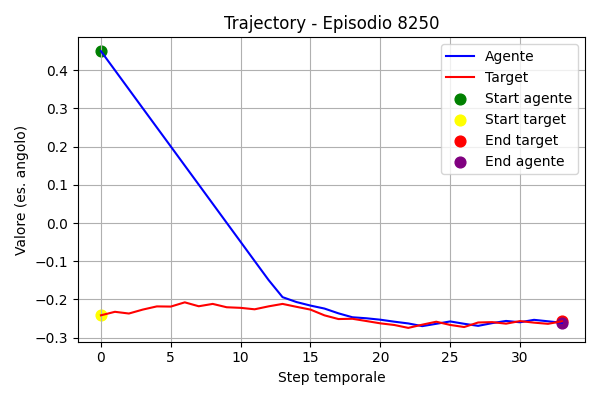 Trajectory - Episodio 8250
Valore (es. angolo)
0.4
0.3
0.2
0.1
0.0
−0.1
−0.2
−0.3
Agente
Target
Start agente
Start target
End target
End agente
0 5 10 15 20 25 30
Step temporale